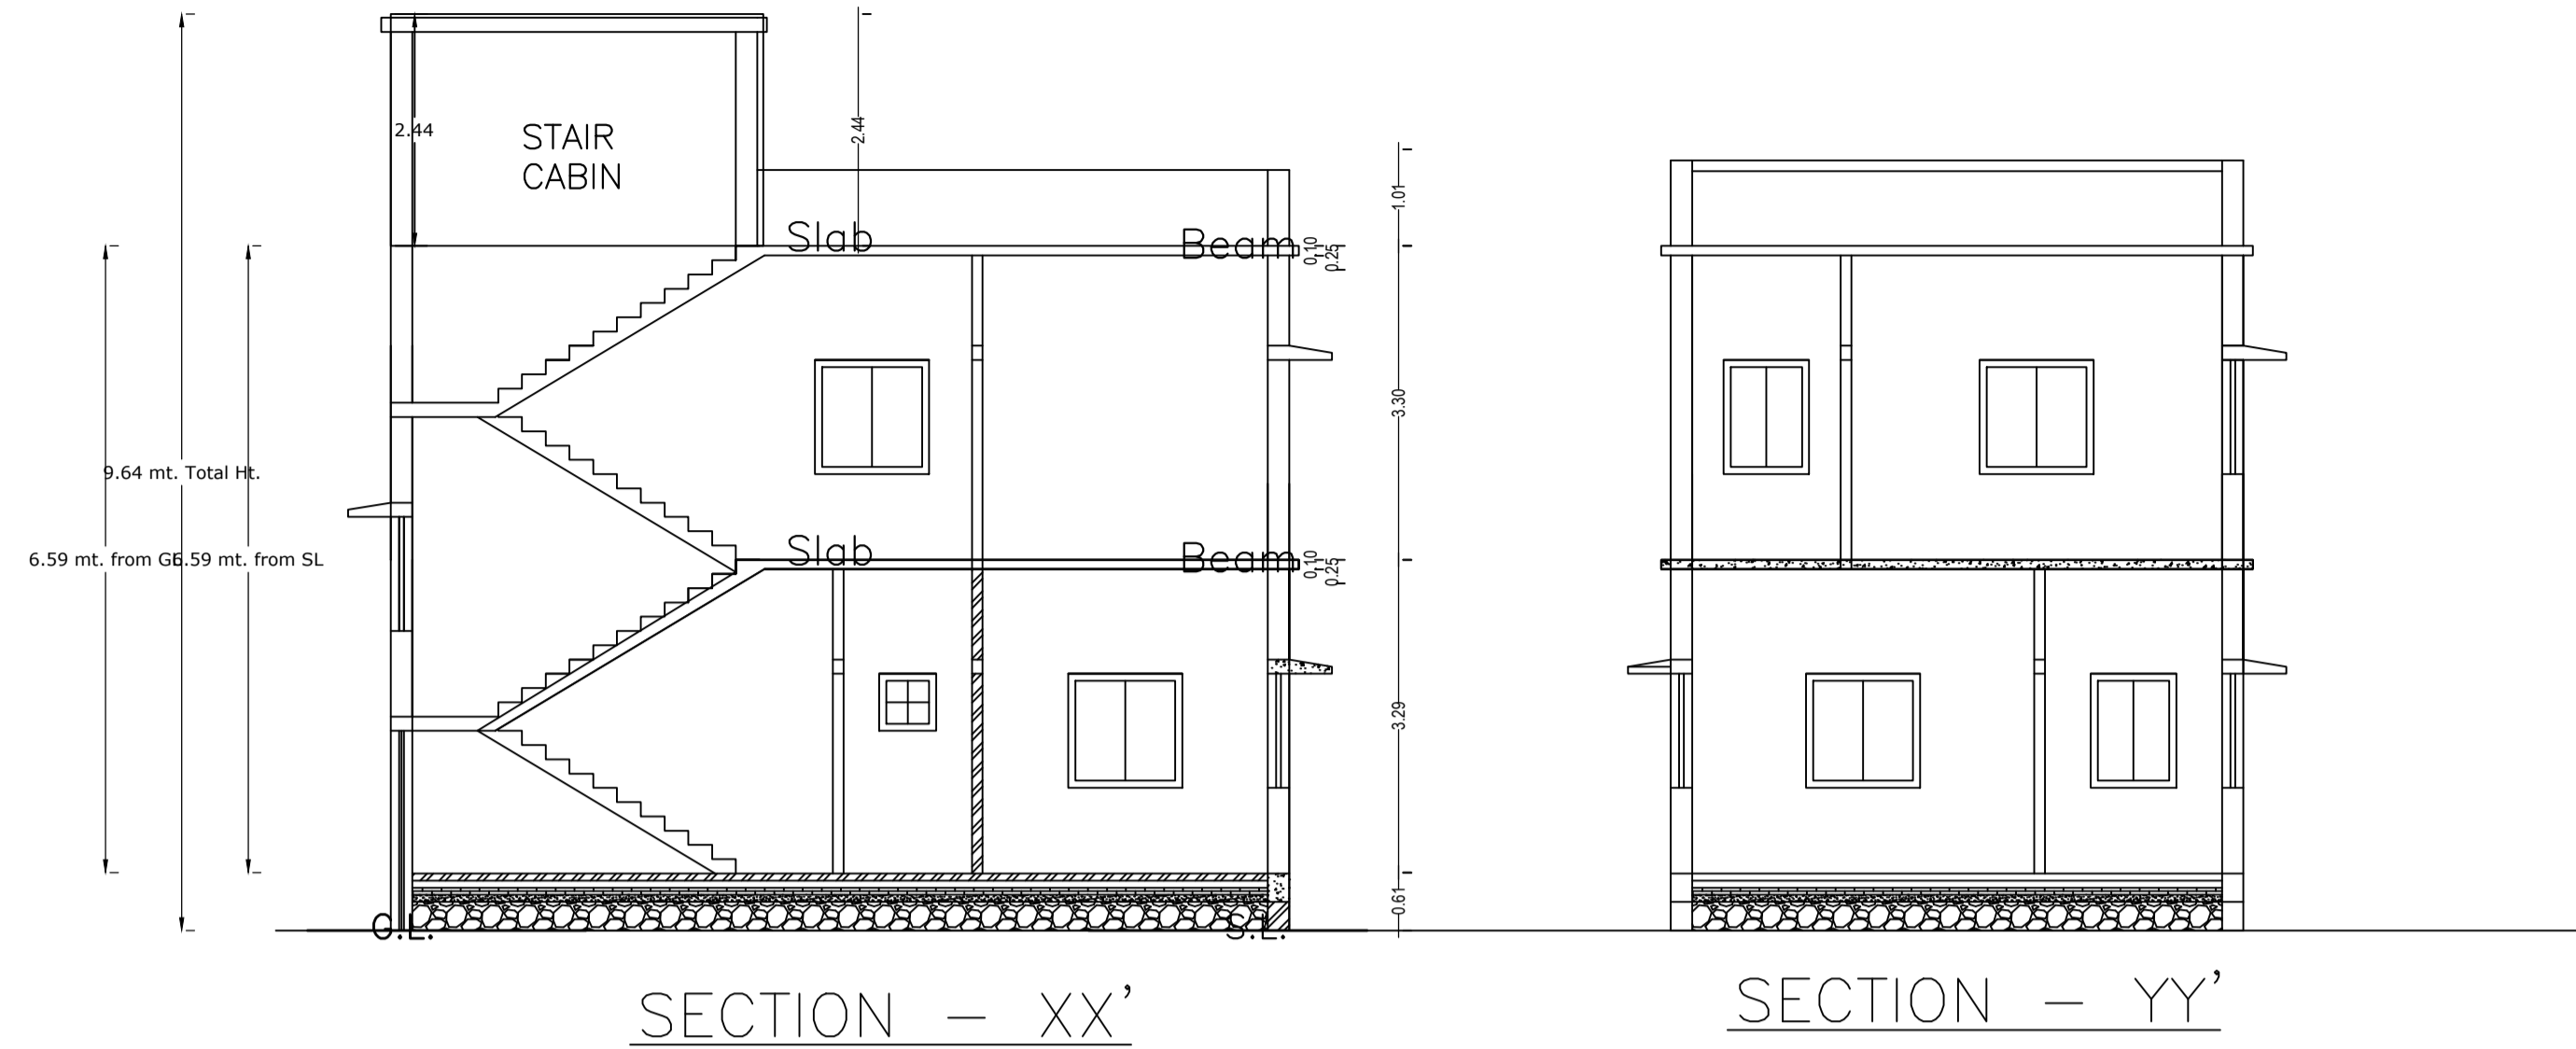 2.44
STAIR
CABIN
2.44
1.01
Slab
Beam
0.10
0.25
3.30
9.64 mt. Total Ht.
6.59 mt. from GL
6.59 mt. from SL
Slab
Beam
0.10
0.25
3.29
0.61
G.L.
S.L.
SECTION - XX'
SECTION - YY'